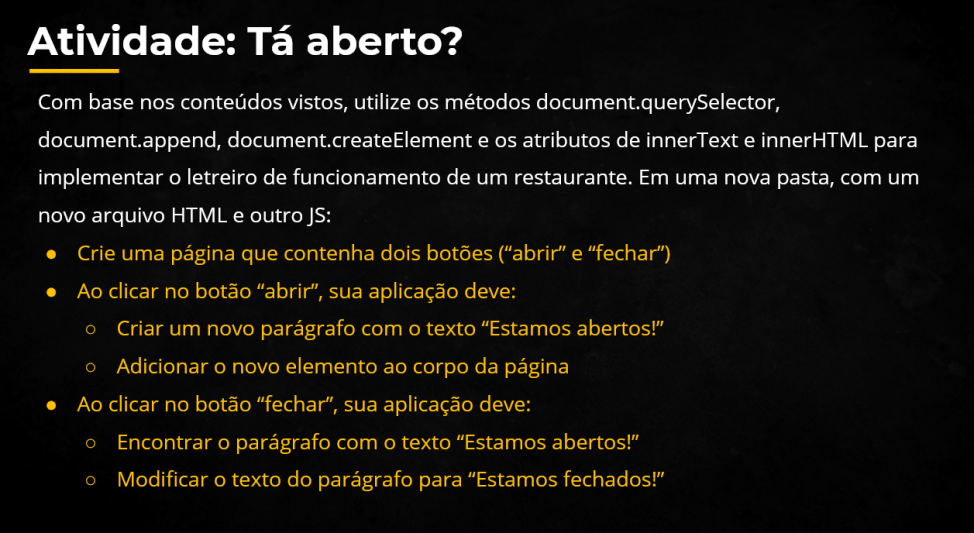 Atividade: Tá aberto?
Com base nos conteúdos vistos, utilize os métodos document.querySelector,
document.append, document.createElement e os atributos de innerText e innerHTML para
implementar o letreiro de funcionamento de um restaurante. Em uma nova pasta, com um
novo arquivo HTML e outro JS:
● Crie uma página que contenha dois botões (“abrir” e “fechar”)
● Ao clicar no botão “abrir”, sua aplicação deve:
○ Criar um novo parágrafo com o texto “Estamos abertos!”
○ Adicionar o novo elemento ao corpo da página
● Ao clicar no botão “fechar”, sua aplicação deve:
○ Encontrar o parágrafo com o texto “Estamos abertos!”
○ Modificar o texto do parágrafo para “Estamos fechados!”